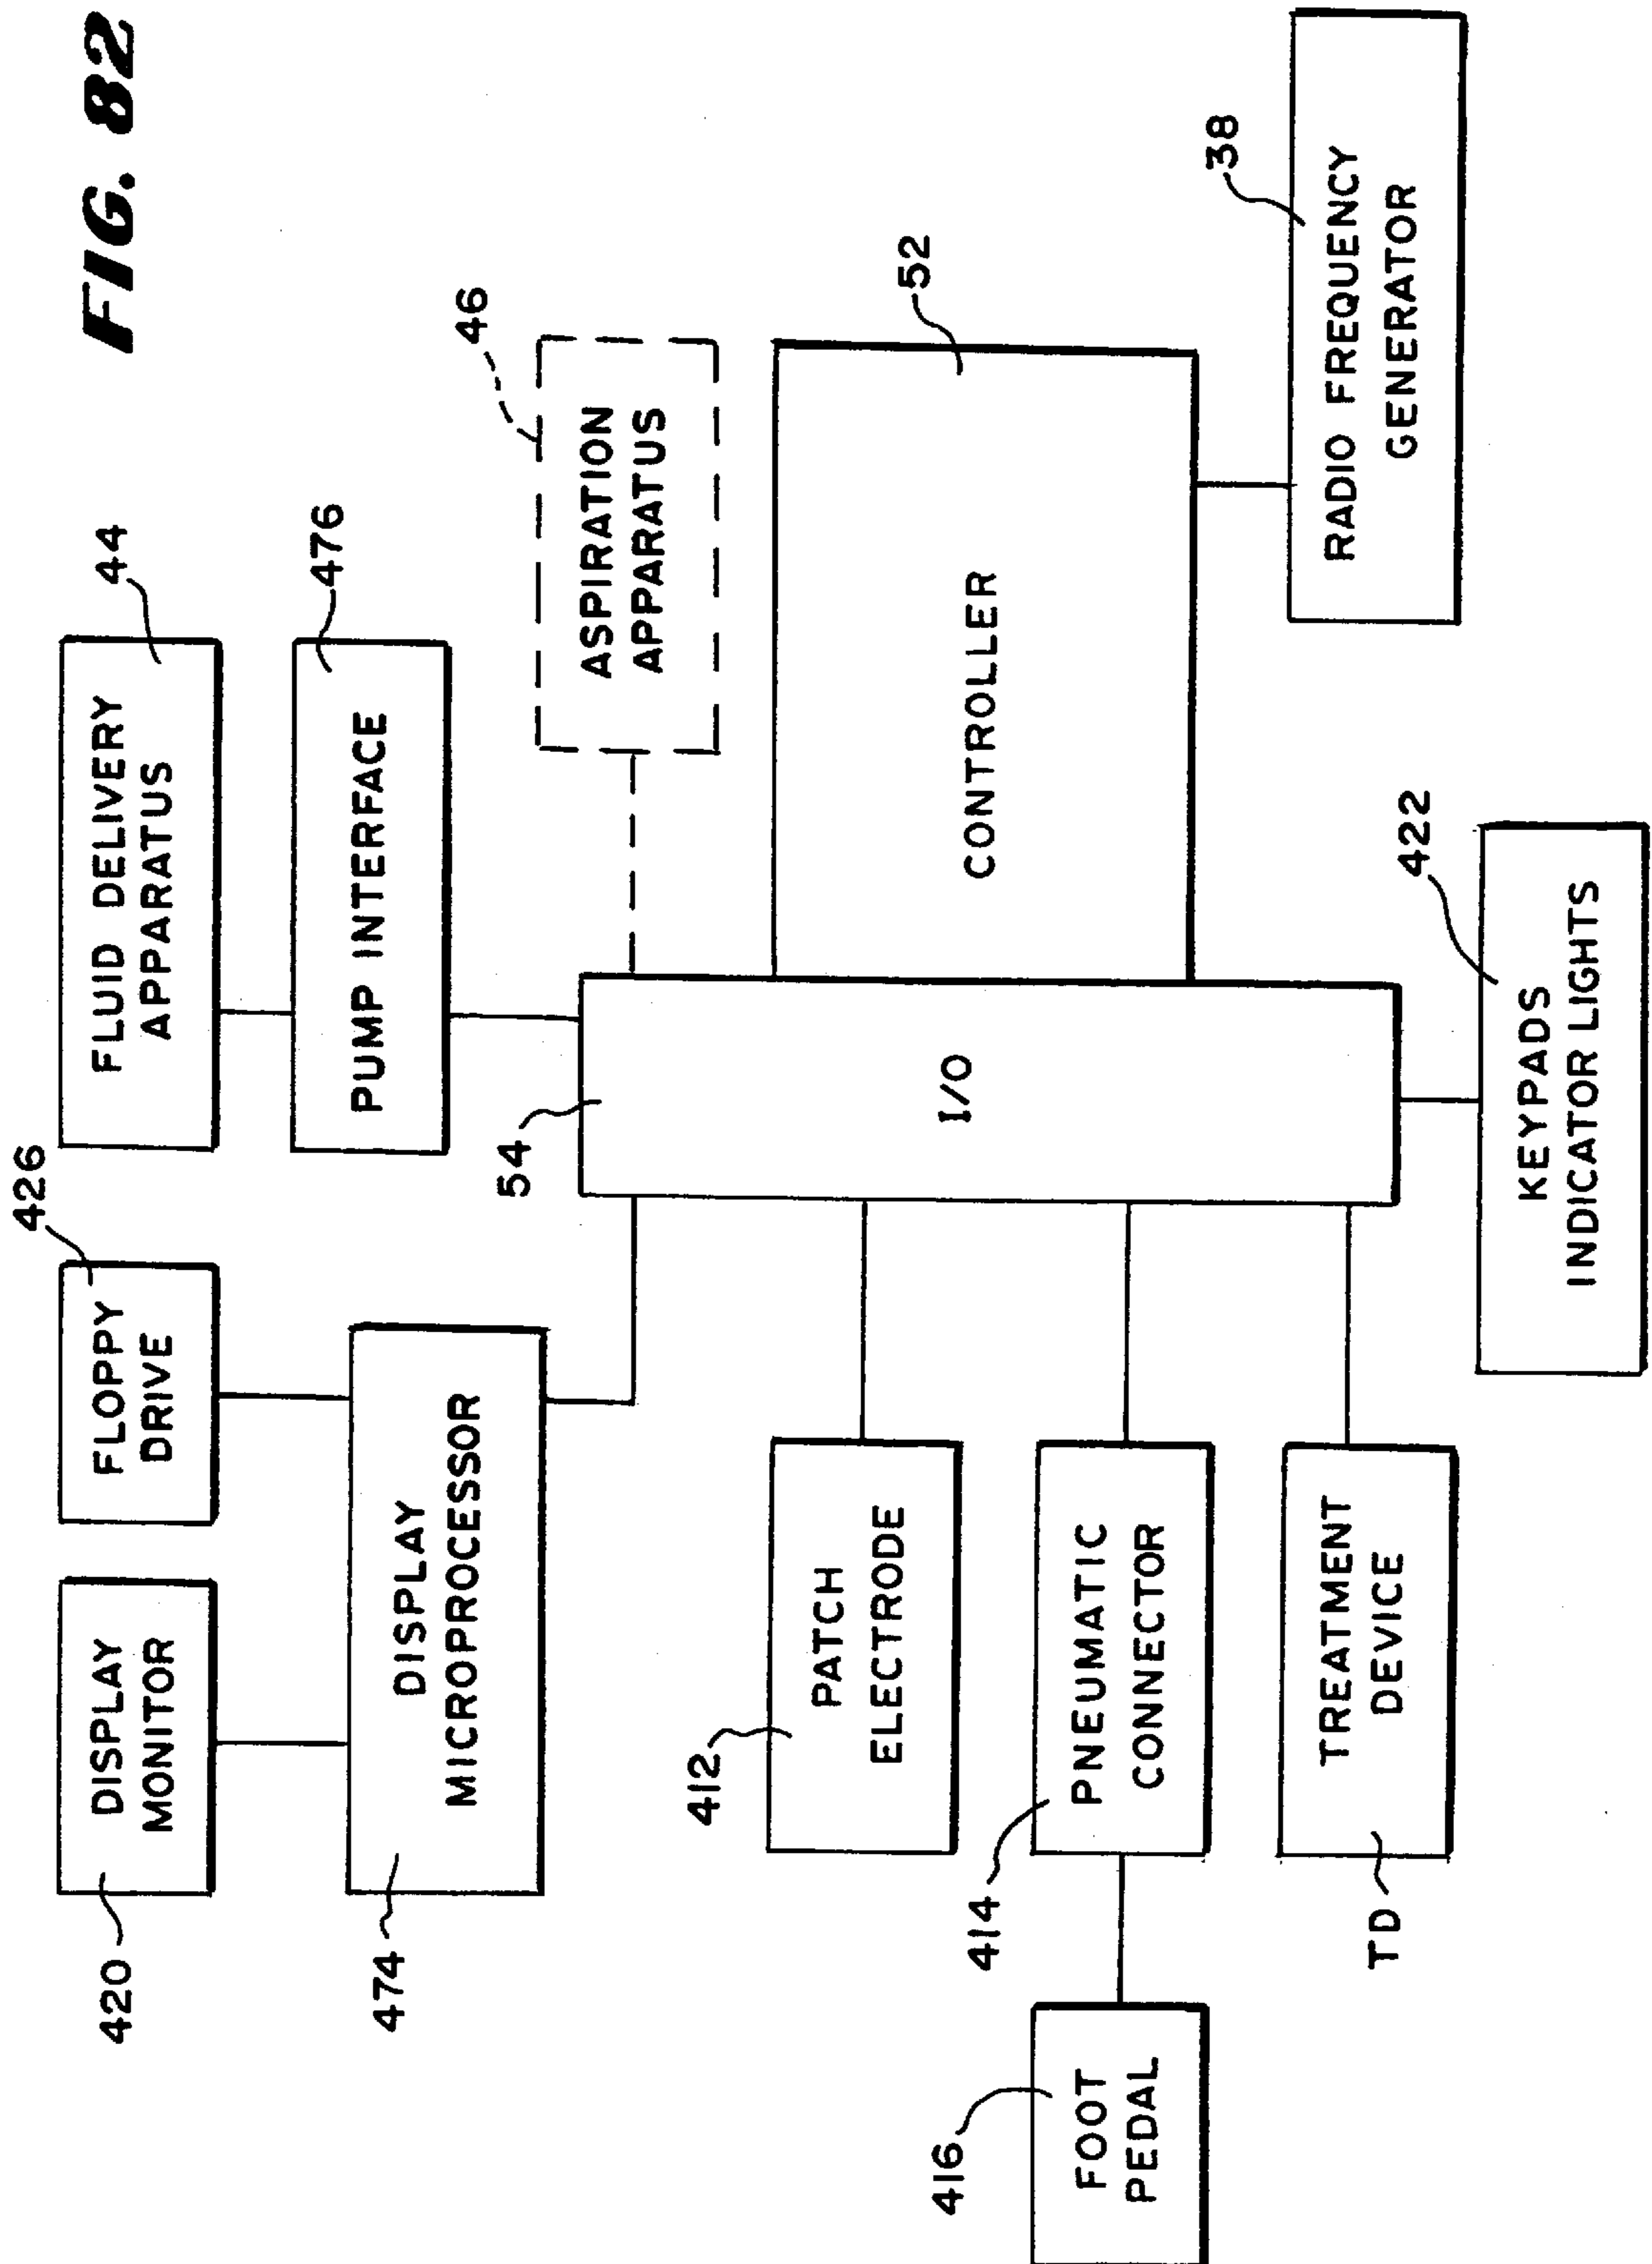 FIG. 82
420
DISPLAY
MONITOR
426
FLOPPY
DRIVE
44
FLUID DELIVERY
APPARATUS
474
DISPLAY
MICROPROCESSOR
476
PUMP INTERFACE
46
ASPIRATION
APPARATUS
54
I/O
52
CONTROLLER
412
PATCH
ELECTRODE
416
FOOT
PEDAL
414
PNEUMATIC
CONNECTOR
TD
TREATMENT
DEVICE
38
RADIO FREQUENCY
GENERATOR
422
KEYPADS
INDICATOR LIGHTS